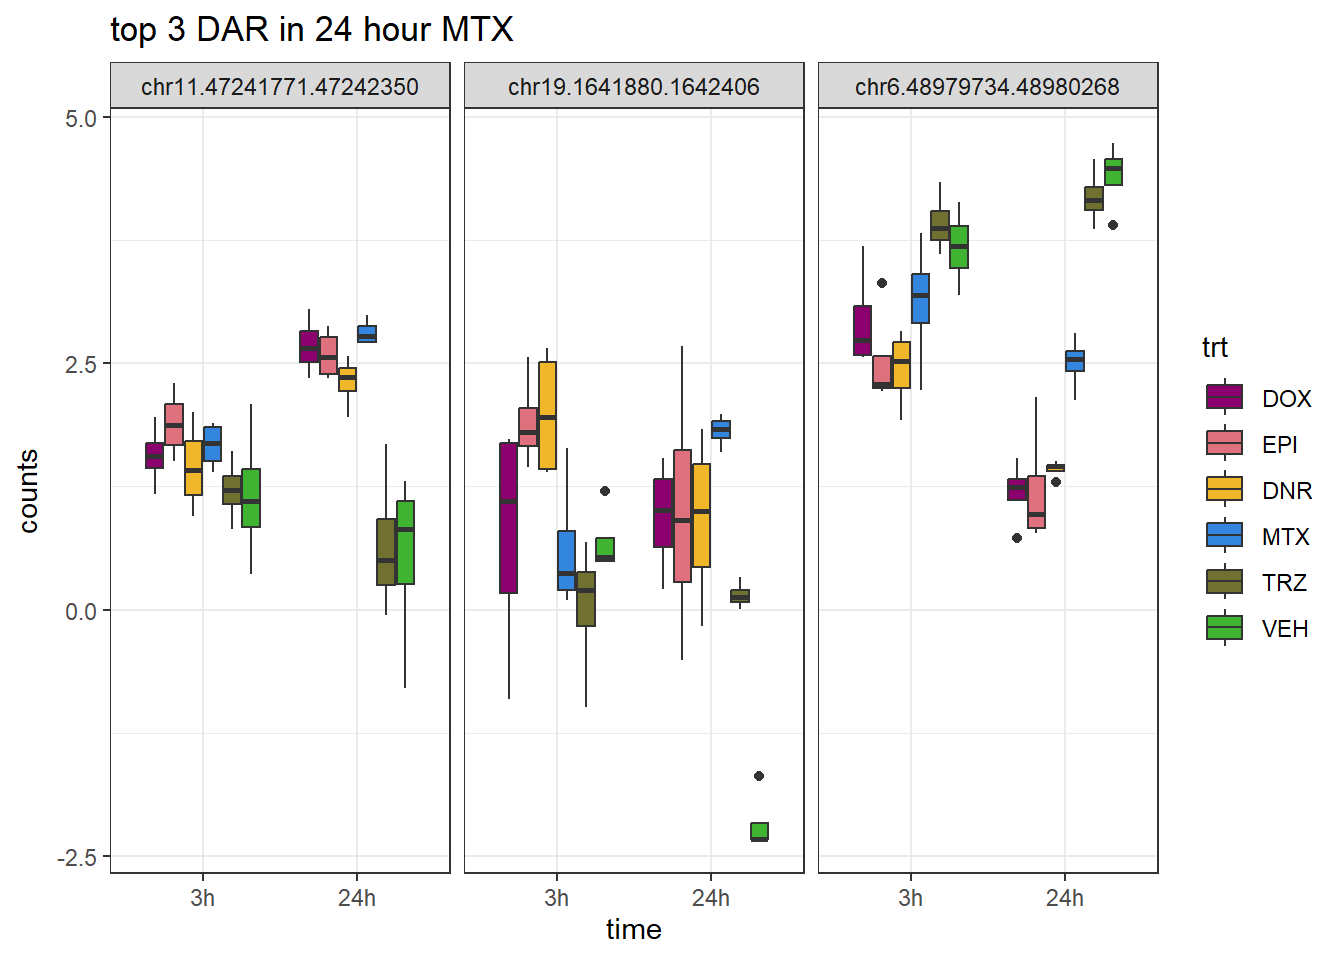 top 3 DAR in 24 hour MTX
chr11.47241771.47242350
chr19.1641880.1642406
chr6.48979734.48980268
5.0
2.5
0.0
-2.5
counts
3h
24h
3h
24h
3h
24h
time
trt
DOX
EPI
DNR
MTX
TRZ
VEH